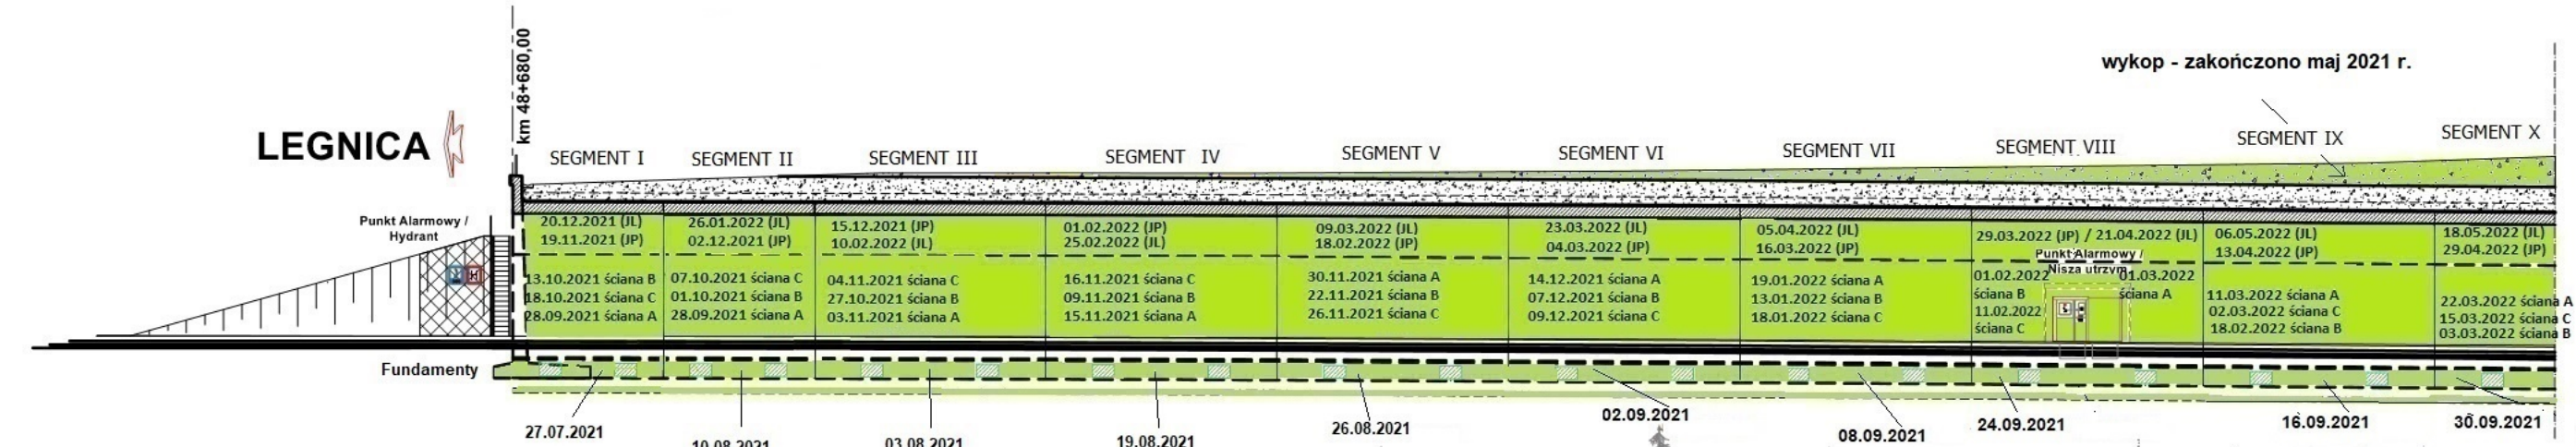 km 48+680,00
wykop - zakończono maj 2021 r.
LEGNICA
SEGMENT I
SEGMENT II
SEGMENT III
SEGMENT IV
SEGMENT V
SEGMENT VI
SEGMENT VII
SEGMENT VIII
SEGMENT IX
SEGMENT X
Punkt Alarmowy /
Hydrant
20.12.2021 (JL)
19.11.2021 (JP)
13.10.2021 ściana B
18.10.2021 ściana C
28.09.2021 ściana A
26.01.2022 (JL)
02.12.2021 (JP)
07.10.2021 ściana C
01.10.2021 ściana B
28.09.2021 ściana A
15.12.2021 (JP)
10.02.2022 (JL)
04.11.2021 ściana C
27.10.2021 ściana B
03.11.2021 ściana A
01.02.2022 (JP)
25.02.2022 (JL)
16.11.2021 ściana C
09.11.2021 ściana B
15.11.2021 ściana A
09.03.2022 (JL)
18.02.2022 (JP)
30.11.2021 ściana A
22.11.2021 ściana B
26.11.2021 ściana C
23.03.2022 (JL)
04.03.2022 (JP)
14.12.2021 ściana A
07.12.2021 ściana B
09.12.2021 ściana C
05.04.2022 (JL)
16.03.2022 (JP)
19.01.2022 ściana A
13.01.2022 ściana B
18.01.2022 ściana C
29.03.2022 (JP) / 21.04.2022 (JL)
Punkt Alarmowy /
Nisza utrzym.
01.02.2022
ściana B
11.02.2022
ściana C
01.03.2022
ściana A
06.05.2022 (JL)
13.04.2022 (JP)
11.03.2022 ściana A
02.03.2022 ściana C
18.02.2022 ściana B
18.05.2022 (JL)
29.04.2022 (JP)
22.03.2022 ściana A
15.03.2022 ściana C
03.03.2022 ściana B
Fundamenty
27.07.2021
10.08.2021
03.08.2021
19.08.2021
26.08.2021
02.09.2021
08.09.2021
24.09.2021
16.09.2021
30.09.2021